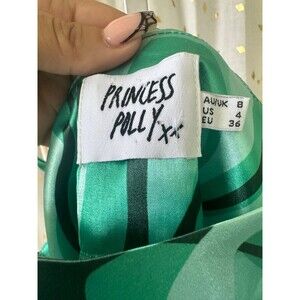 PRINCESS
POLLY xx
AU/UK 8
US 4
EU 36